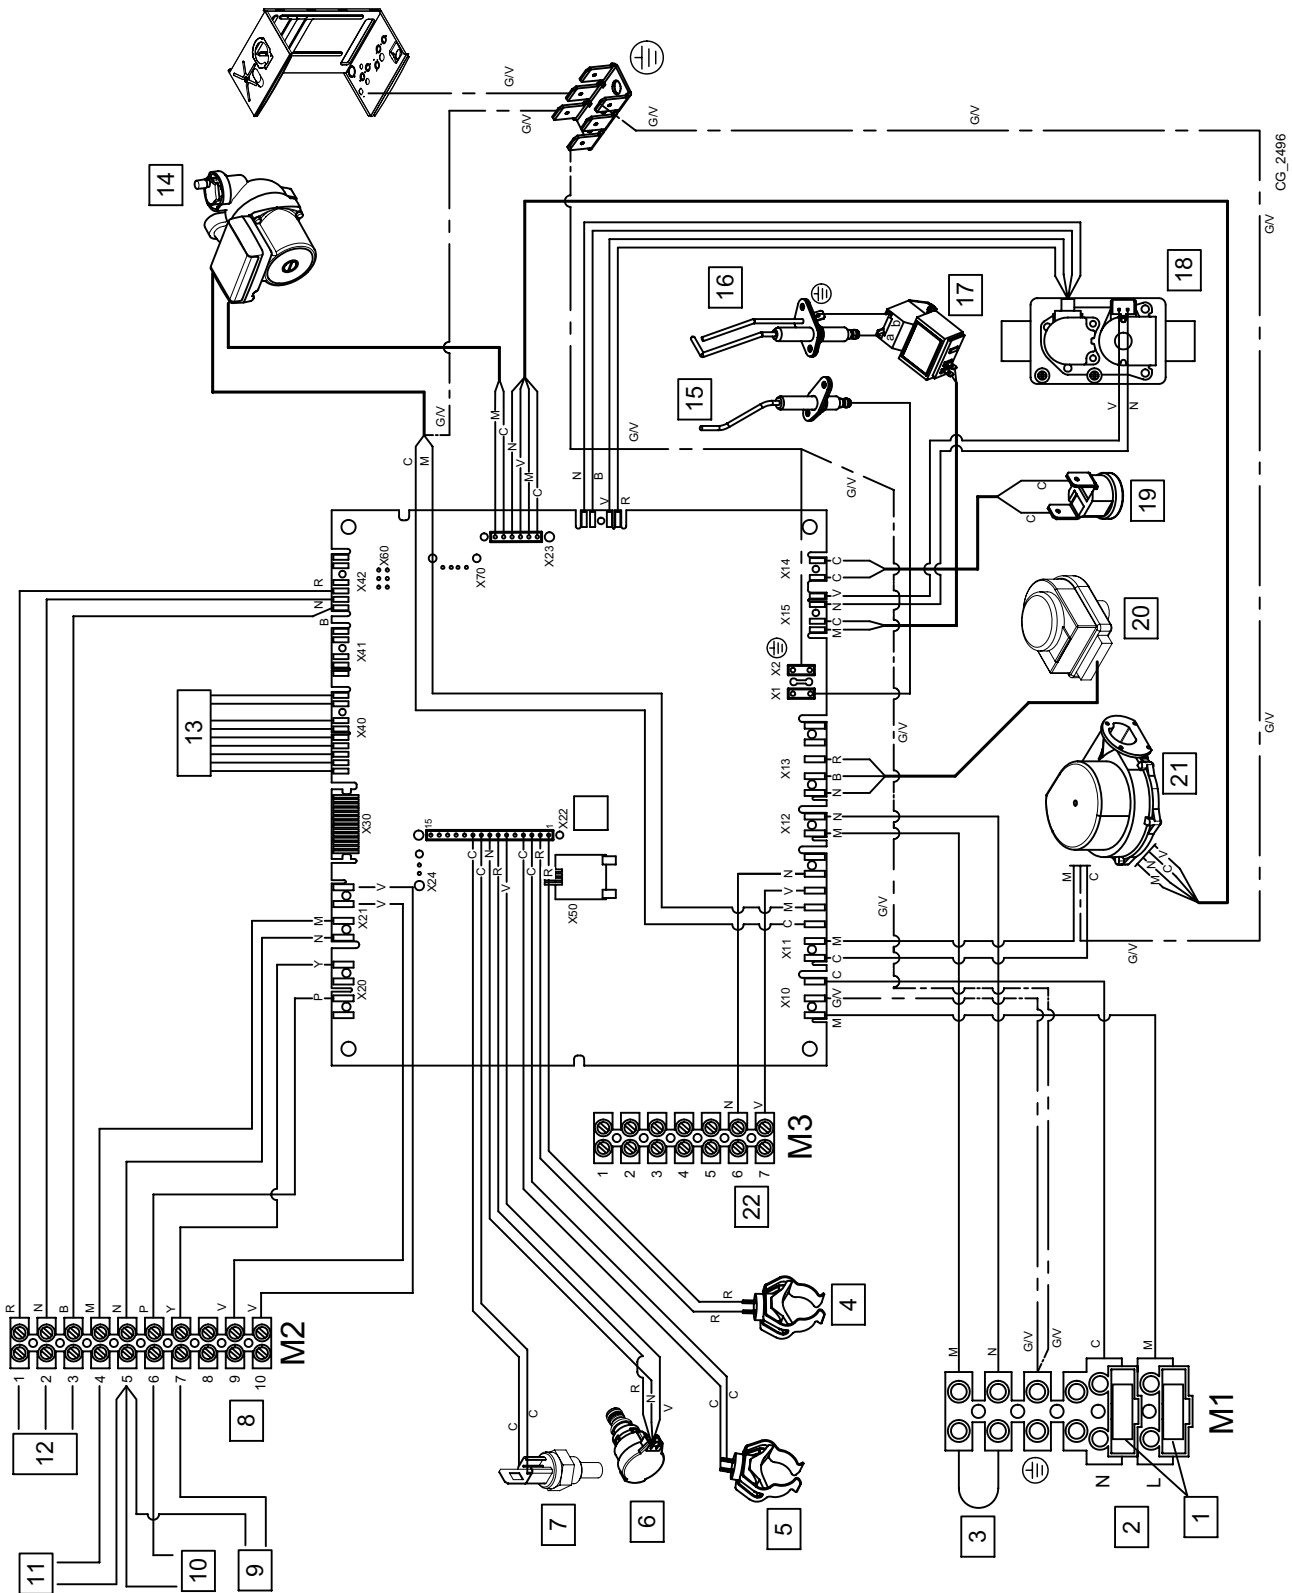 14
G/V
G/V
G/V
G/V
CG_2496
G/V
G/V
16
a
b
17
18
15
V
N
C
M
G/V
M
C
N
V
M
C
N
B
V
R
G/V
G/V
19
C
C
R
N
B
X42
X60
X70
X23
X41
X14
C
C
X15
V
N
C
M
20
13
X40
X2
X1
G/V
X13
R
B
N
21
M
N
C
V
X30
15
X24
1
X22
X50
C
C
N
R
V
C
C
R
R
X12
N
M
N
V
M
C
M
C
X11
M
C
G/V
G/V
V
V
X21
M
N
Y
X20
P
X10
C
G/V
M
N
V
M3
1
2
3
4
5
6
7
22
R
N
B
M
N
P
Y
V
V
M2
1
2
3
4
5
6
7
8
9
10
8
12
11
10
9
C
C
7
R
N
V
6
C
C
5
R
R
4
M
N
G/V
G/V
C
M
M1
N
L
3
2
1
G/V